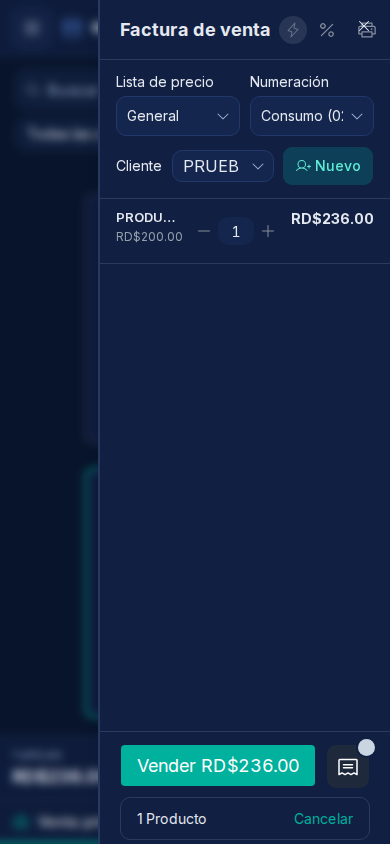 Factura de venta
Lista de precio
Numeración
General
Consumo (02
Cliente
PRUEB
Nuevo
PRODU...
RD$200.00
1
RD$236.00
Vender RD$236.00
1 Producto
Cancelar